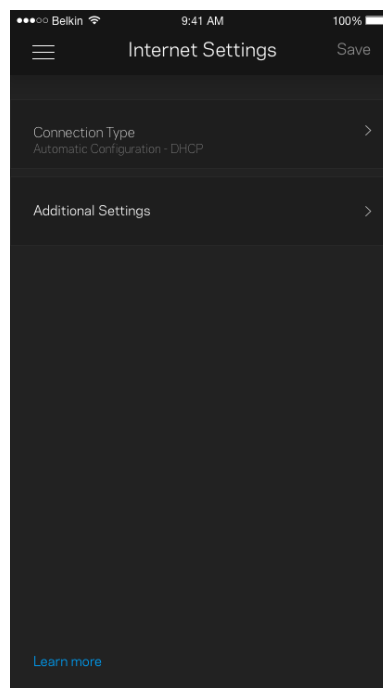 Belkin 9:41 AM 100%
Internet Settings Save
Connection Type
Automatic Configuration - DHCP
Additional Settings
Learn more